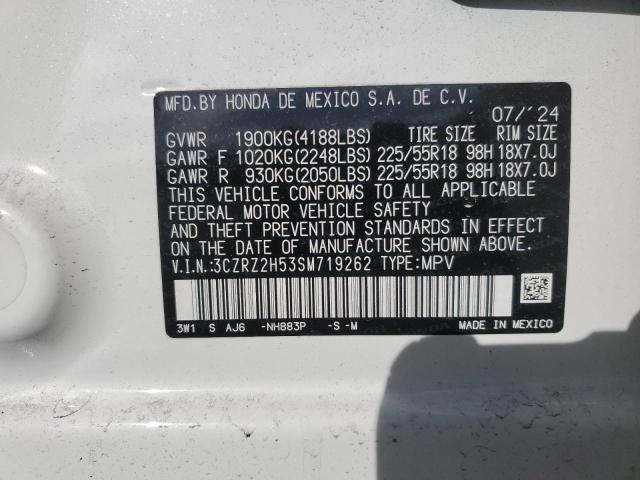 MFD.BY HONDA DE MEXICO S.A. DE C.V.
07/´24
GVWR 1900KG(4188LBS) TIRE SIZE RIM SIZE
GAWR F 1020KG(2248LBS) 225/55R18 98H 18X7.0J
GAWR R 930KG(2050LBS) 225/55R18 98H 18X7.0J
THIS VEHICLE CONFORMS TO ALL APPLICABLE
FEDERAL MOTOR VEHICLE SAFETY
AND THEFT PREVENTION STANDARDS IN EFFECT
ON THE DATE OF MANUFACTURE SHOWN ABOVE.
V.I.N.:3CZRZ2H53SM719262 TYPE:MPV
3W1 S AJ6 -NH883P -S-M MADE IN MEXICO